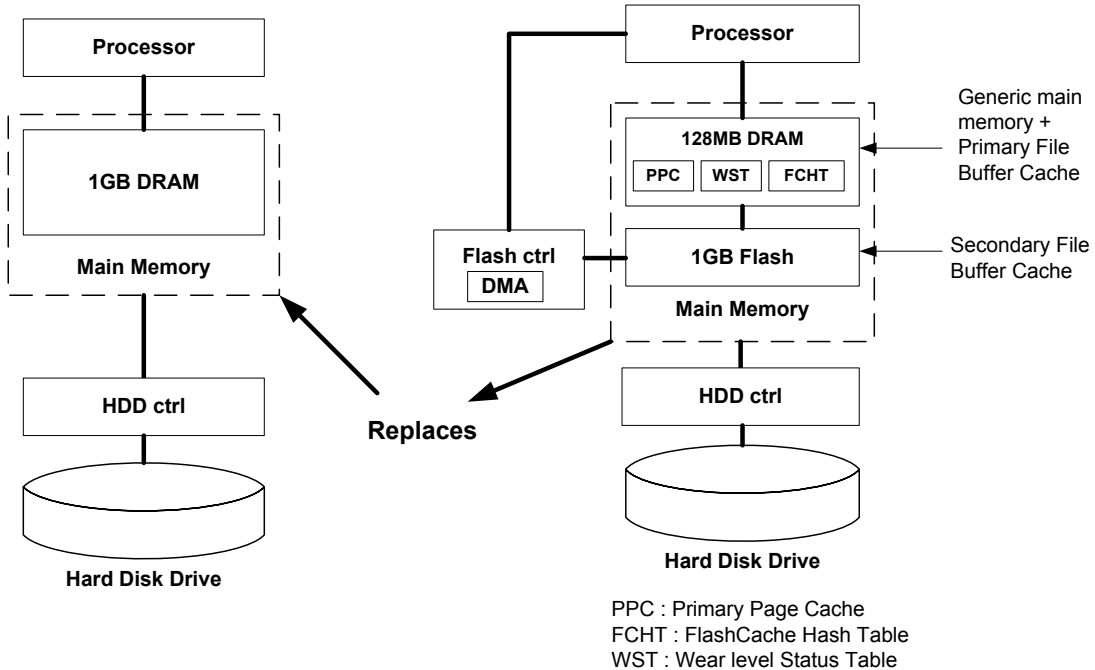 Processor
1GB DRAM
Main Memory
HDD ctrl
Hard Disk Drive
Replaces
Processor
128MB DRAM
PPC
WST
FCHT
1GB Flash
Main Memory
Flash ctrl
DMA
HDD ctrl
Hard Disk Drive
Generic main
memory +
Primary File
Buffer Cache
Secondary File
Buffer Cache
PPC : Primary Page Cache
FCHT : FlashCache Hash Table
WST : Wear level Status Table